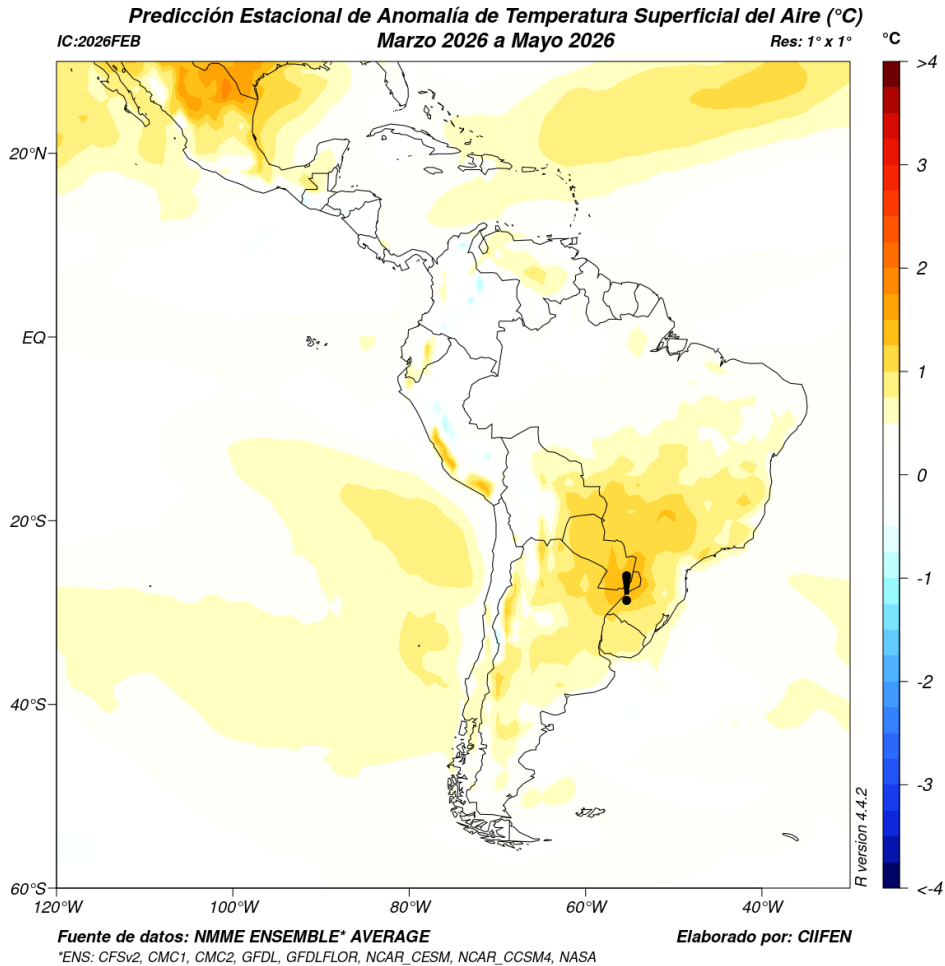 Predicción Estacional de Anomalía de Temperatura Superficial del Aire (°C)
IC:2026FEB
Marzo 2026 a Mayo 2026
Res: 1° x 1°
°C
>4
3
2
1
0
-1
-2
-3
<-4
20°N
EQ
20°S
40°S
60°S
120°W
100°W
80°W
60°W
40°W
!
R version 4.4.2
Fuente de datos: NMME ENSEMBLE* AVERAGE
Elaborado por: CIIFEN
*ENS: CFSv2, CMC1, CMC2, GFDL, GFDLFLOR, NCAR_CESM, NCAR_CCSM4, NASA